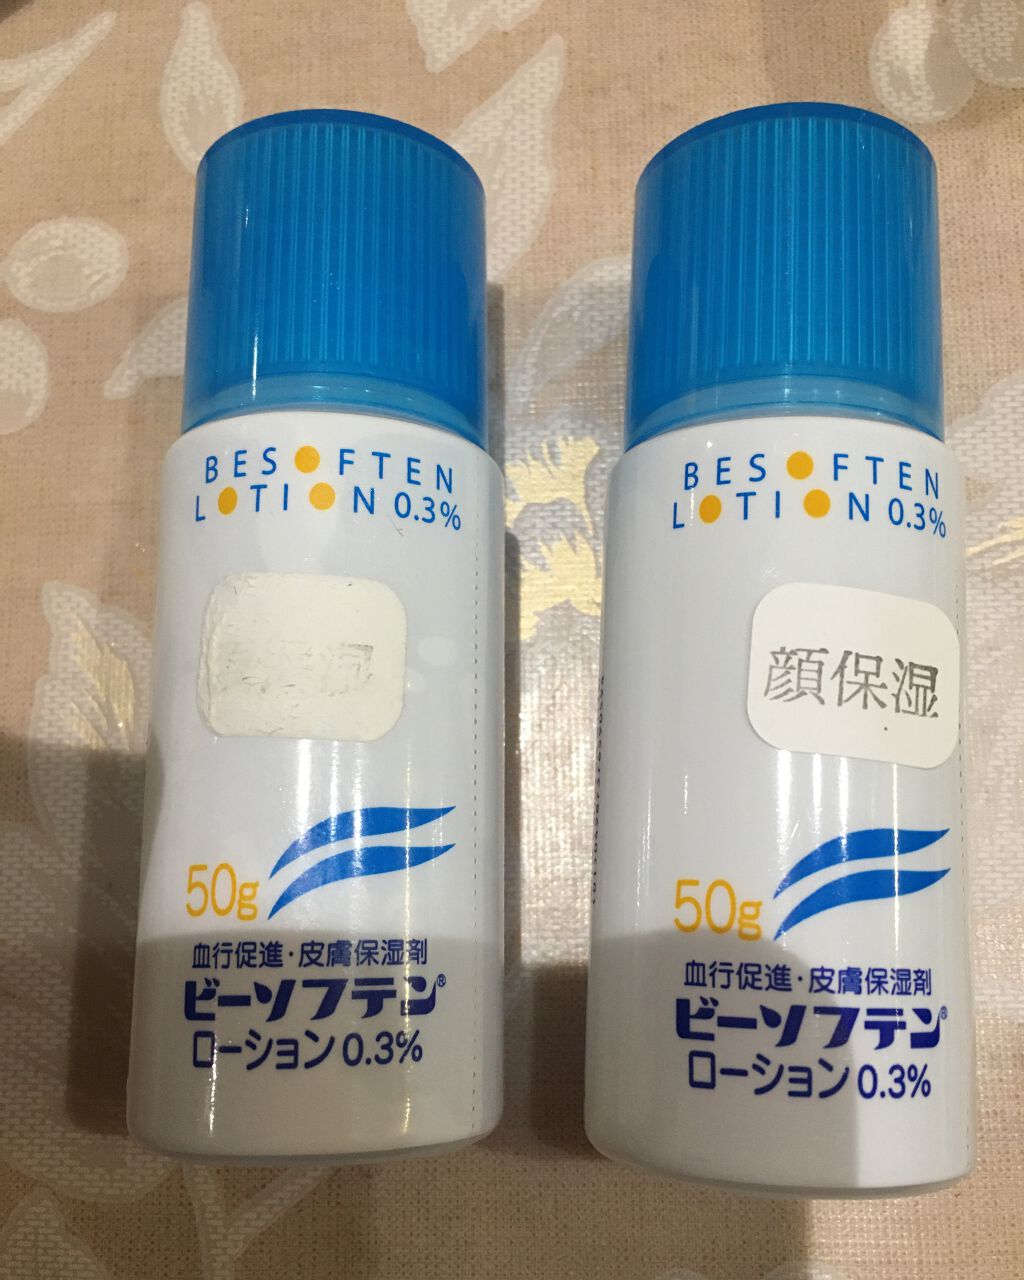 BESOFTEN
LOTION 0.3%
50g
血行促進・皮膚保湿剤
ビーソフテン®
ローション0.3%
BESOFTEN
LOTION 0.3%
顔保湿
50g
血行促進・皮膚保湿剤
ビーソフテン®
ローション0.3%